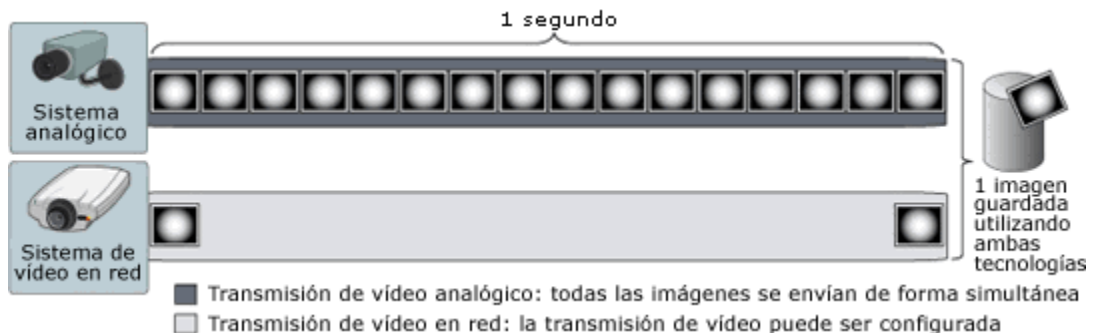 1 segundo
Sistema
analógico
Sistema de
vídeo en red
1 imagen
guardada
utilizando
ambas
tecnologías
Transmisión de vídeo analógico: todas las imágenes se envían de forma simultánea
Transmisión de vídeo en red: la transmisión de vídeo puede ser configurada